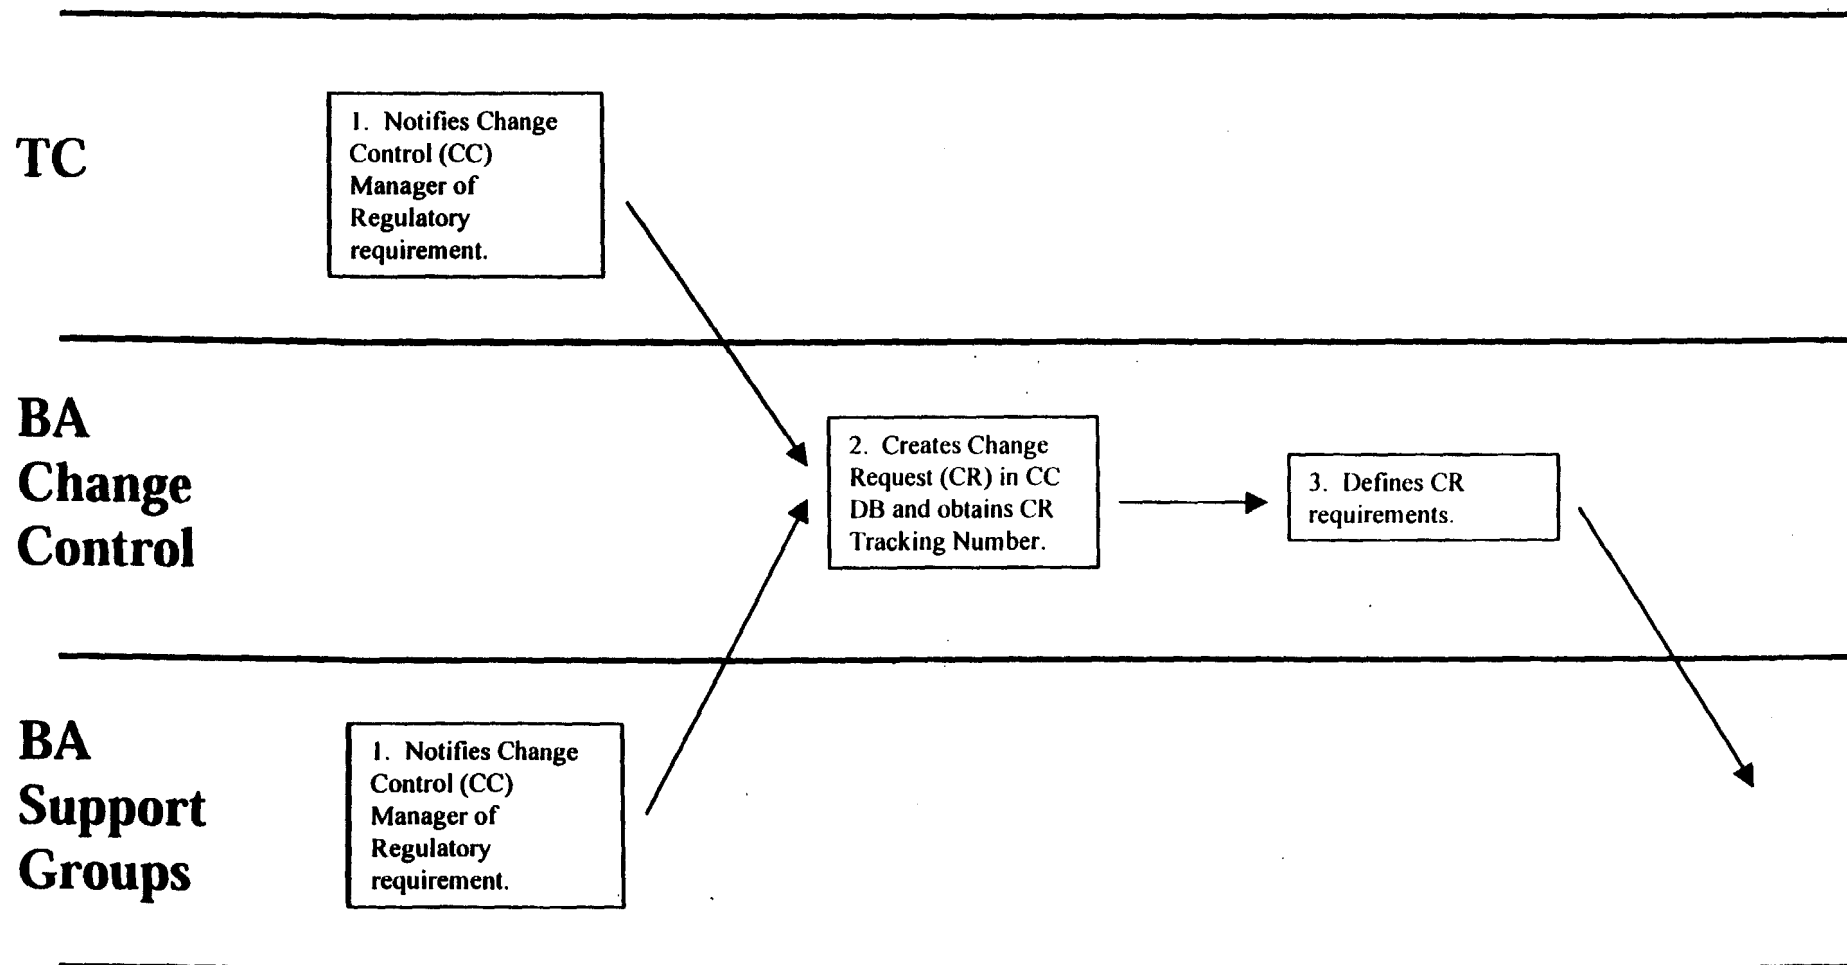 TC
1. Notifies Change
Control (CC)
Manager of
Regulatory
requirement.
BA
Change
Control
2. Creates Change
Request (CR) in CC
DB and obtains CR
Tracking Number.
3. Defines CR
requirements.
BA
Support
Groups
1. Notifies Change
Control (CC)
Manager of
Regulatory
requirement.